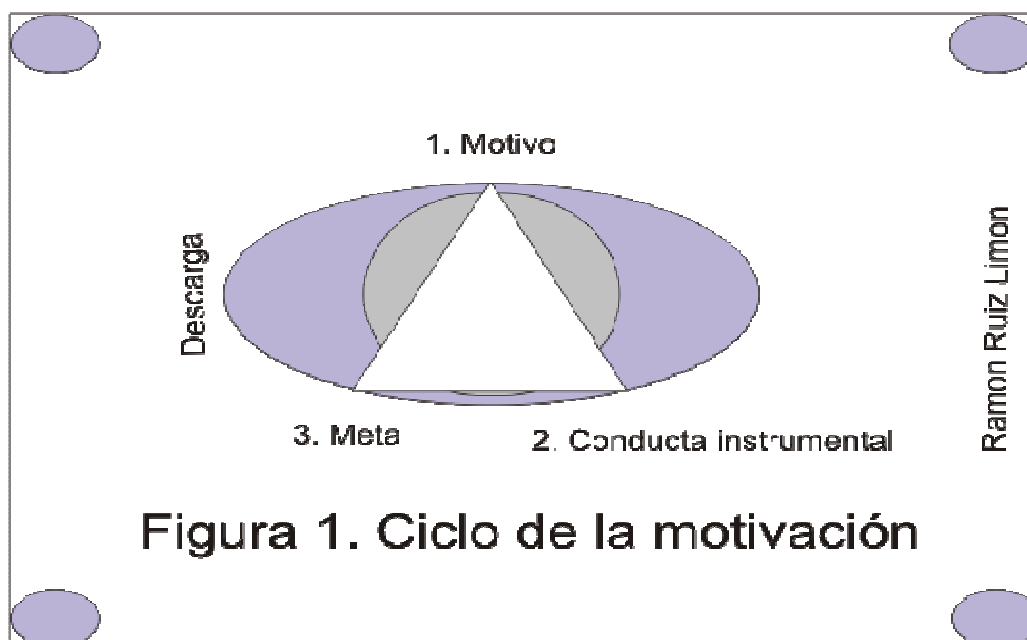 1. Motivo
Descarga
Ramon Ruiz Limon
3. Meta
2. Conducta instrumental
Figura 1. Ciclo de la motivación